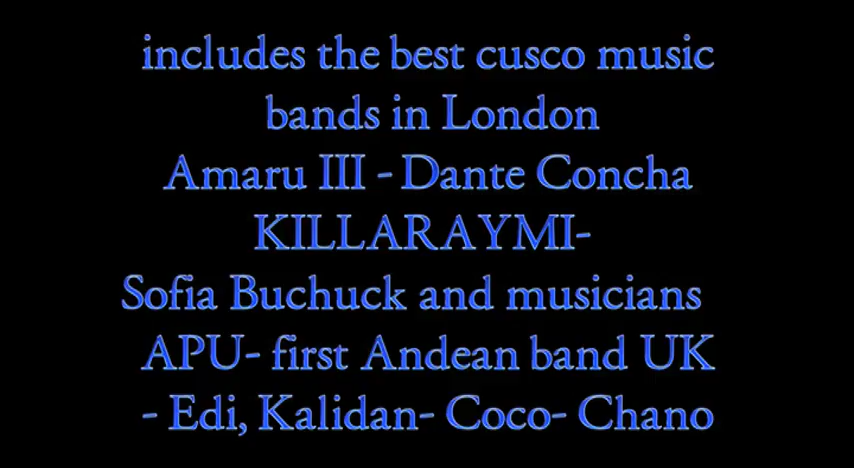 includes the best cusco music
bands in London
Amaru III - Dante Concha
KILLARAYMI-
Sofia Buchuck and musicians
APU- first Andean band UK
- Edi, Kalidan- Coco- Chano